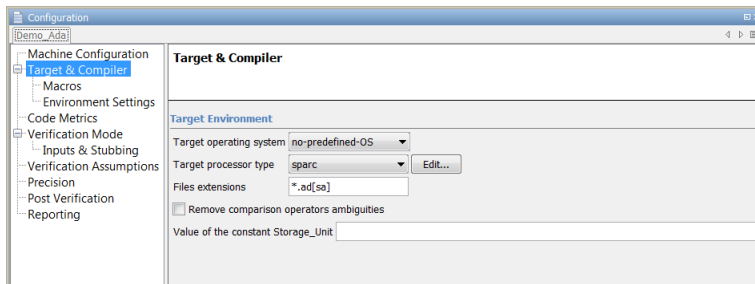 Configuration
Demo_Ada
Machine Configuration
Target & Compiler
Macros
Environment Settings
Code Metrics
Verification Mode
Inputs & Stubbing
Verification Assumptions
Precision
Post Verification
Reporting
Target & Compiler
Target Environment
Target operating system no-predefined-OS
Target processor type sparc Edit...
Files extensions *.ad[sa]
Remove comparison operators ambiguities
Value of the constant Storage_Unit